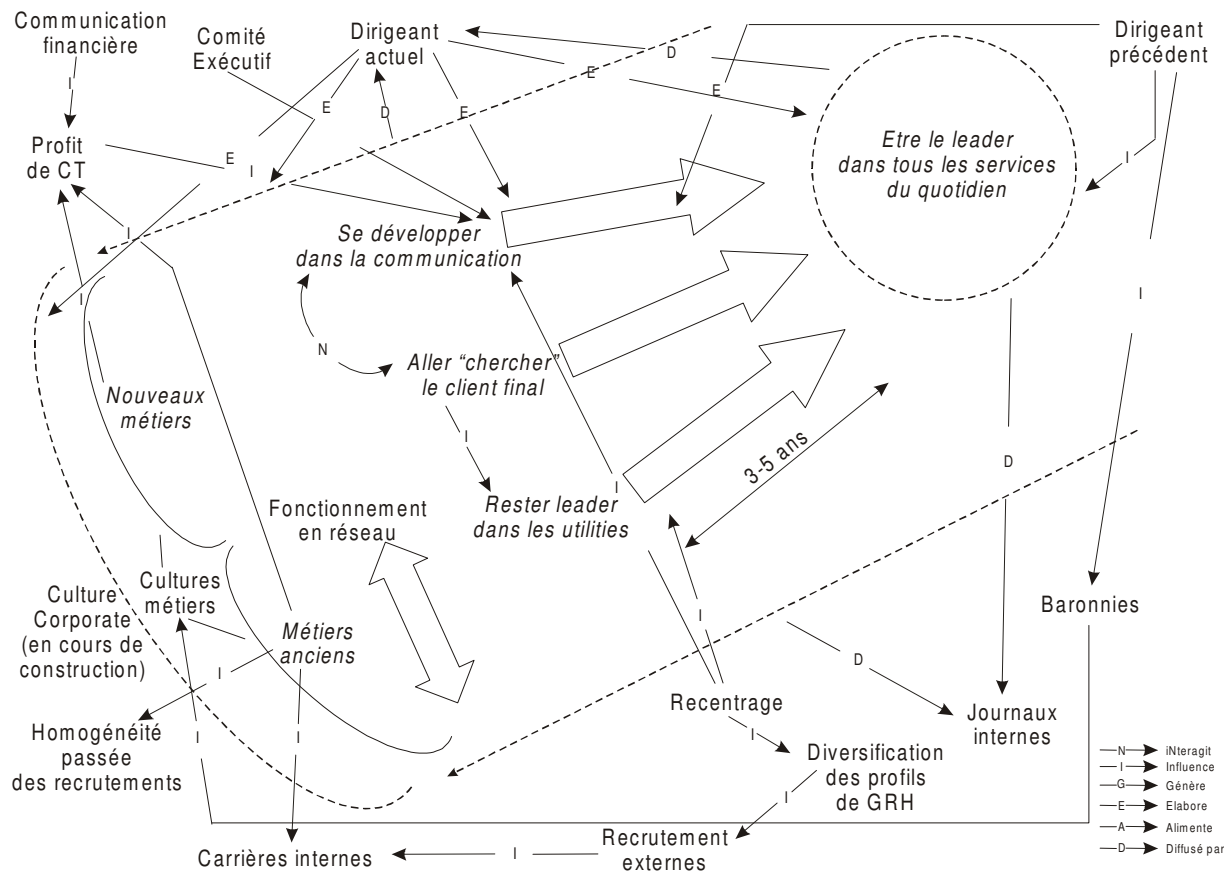 Communication
financière
Comité
Exécutif
Dirigeant
actuel
Dirigeant
précédent
I
E
D
E
D
E
E
E
I
Profit
de CT
E
I
Etre le leader
dans tous les services
du quotidien
I
Se développer
dans la communication
I
I
N
Aller “chercher”
le client final
Nouveaux
métiers
I
3-5 ans
D
I
Rester leader
dans les utilities
Fonctionnement
en réseau
Cultures
métiers
Culture
Corporate
(en cours de
construction)
Métiers
anciens
Baronnies
I
D
I
Recentrage
Journaux
internes
Homogénéité
passée
des recrutements
I
I
I
Diversification
des profils
de GRH
I
Recrutement
externes
I
Carrières internes
N iNteragit
I Influence
G Génère
E Elabore
A Alimente
D Diffusé par